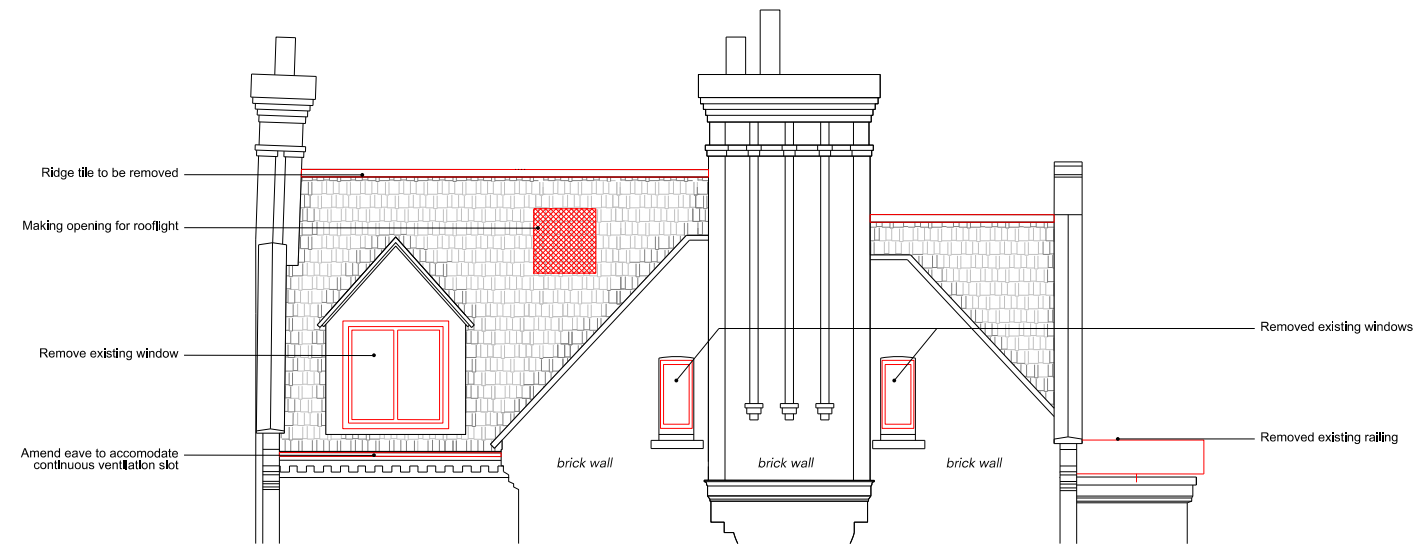 Ridge tile to be removed
Making opening for rooflight
Remove existing window
Amend eave to accomodate
continuous ventilation slot
brick wall
brick wall
brick wall
Removed existing windows
Removed existing railing